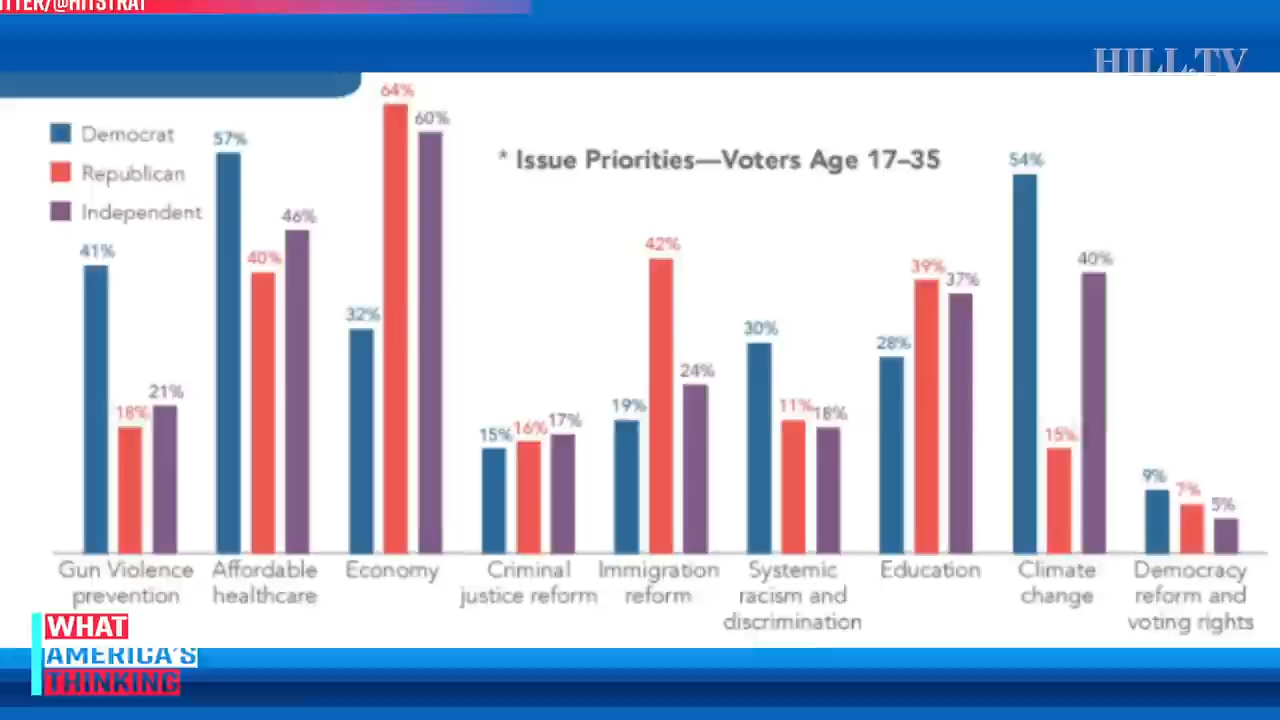 TTER/@HITSTRAT
HILL.TV
Democrat
Republican
Independent
* Issue Priorities—Voters Age 17–35
41%
18%
21%
57%
40%
46%
32%
64%
60%
15%
16%
17%
19%
42%
24%
30%
11%
18%
28%
39%
37%
54%
15%
40%
9%
7%
5%
Gun Violence
prevention
Affordable
healthcare
Economy
Criminal
justice reform
Immigration
reform
Systemic
racism and
discrimination
Education
Climate
change
Democracy
reform and
voting rights
WHAT
AMERICA'S
THINKING